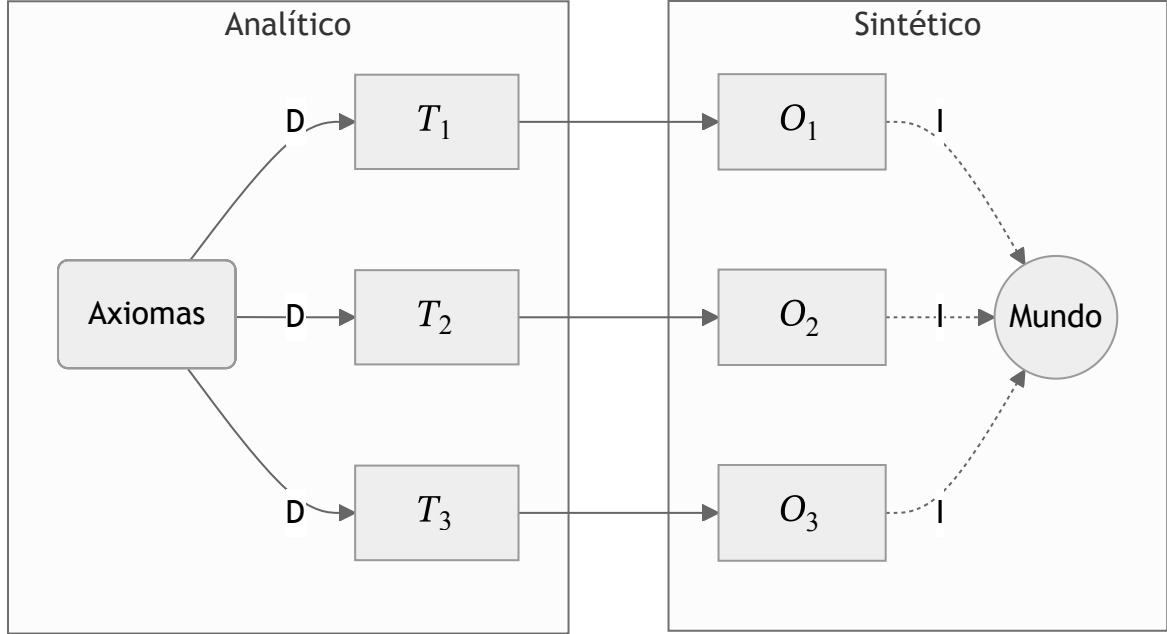 Analítico
Sintético
D
T₁
O₁
I
Axiomas
D
T₂
O₂
I
Mundo
D
T₃
O₃
I